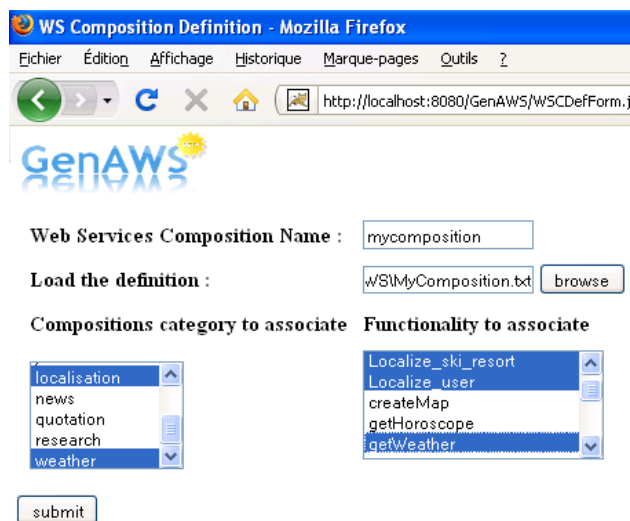 WS Composition Definition - Mozilla Firefox
Fichier Édition Affichage Historique Marque-pages Outils ?
http://localhost:8080/GenAWS/WSCDefForm.j
GenAWS
Web Services Composition Name : mycomposition
Load the definition : WS\MyComposition.txt browse
Compositions category to associate Functionality to associate
localisation
news
quotation
research
weather
Localize_ski_resort
Localize_user
createMap
getHoroscope
getWeather
submit